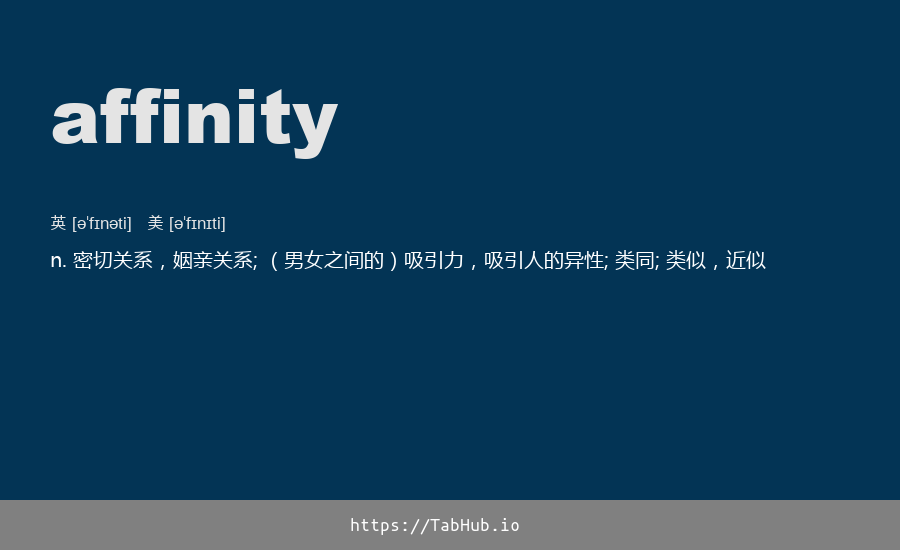 affinity
英 [ə'fɪnəti] 美 [ə'fɪnɪti]
n. 密切关系，姻亲关系; （男女之间的）吸引力，吸引人的异性; 类同; 类似，近似
https://TabHub.io